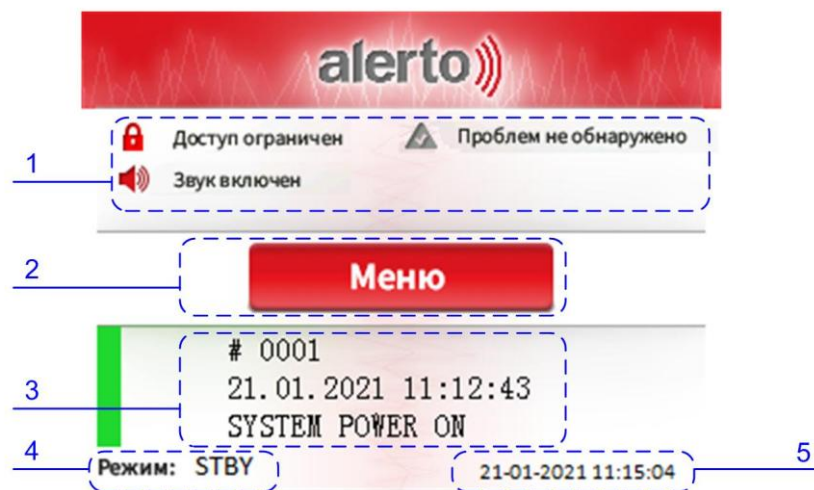 alerto
Доступ ограничен Проблем не обнаружено
1
Звук включен
2
Меню
# 0001
21.01.2021 11:12:43
3
SYSTEM POWER ON
4
5
Режим: STBY 21-01-2021 11:15:04